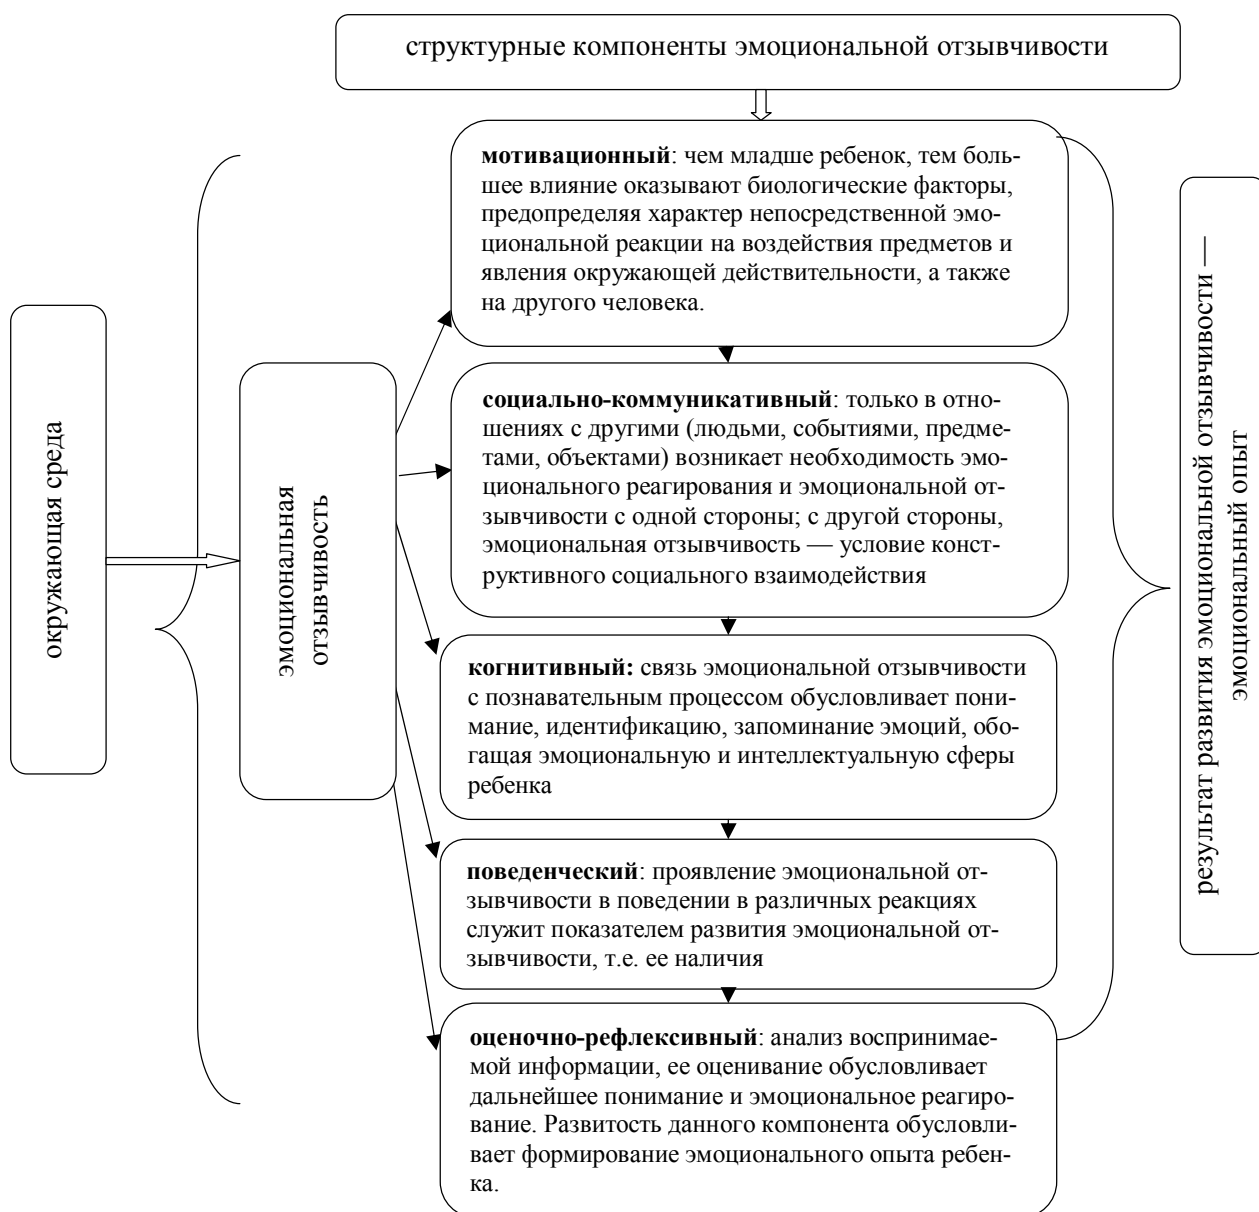 структурные компоненты эмоциональной отзывчивости
окружающая среда
эмоциональная
отзывчивость
мотивационный: чем младше ребенок, тем боль-
шее влияние оказывают биологические факторы,
предопределяя характер непосредственной эмо-
циональной реакции на воздействия предметов и
явления окружающей действительности, а также
на другого человека.
социально-коммуникативный: только в отно-
шениях с другими (людьми, событиями, предме-
тами, объектами) возникает необходимость эмо-
ционального реагирования и эмоциональной от-
зывчивости с одной стороны; с другой стороны,
эмоциональная отзывчивость — условие конст-
руктивного социального взаимодействия
когнитивный: связь эмоциональной отзывчивости
с познавательным процессом обусловливает пони-
мание, идентификацию, запоминание эмоций, обо-
гащая эмоциональную и интеллектуальную сферы
ребенка
поведенческий: проявление эмоциональной от-
зывчивости в поведении в различных реакциях
служит показателем развития эмоциональной от-
зывчивости, т.е. ее наличия
оценочно-рефлексивный: анализ воспринимае-
мой информации, ее оценивание обусловливает
дальнейшее понимание и эмоциональное реагиро-
вание. Развитость данного компонента обусловли-
вает формирование эмоционального опыта ребен-
ка.
результат развития эмоциональной отзывчивости —
эмоциональный опыт